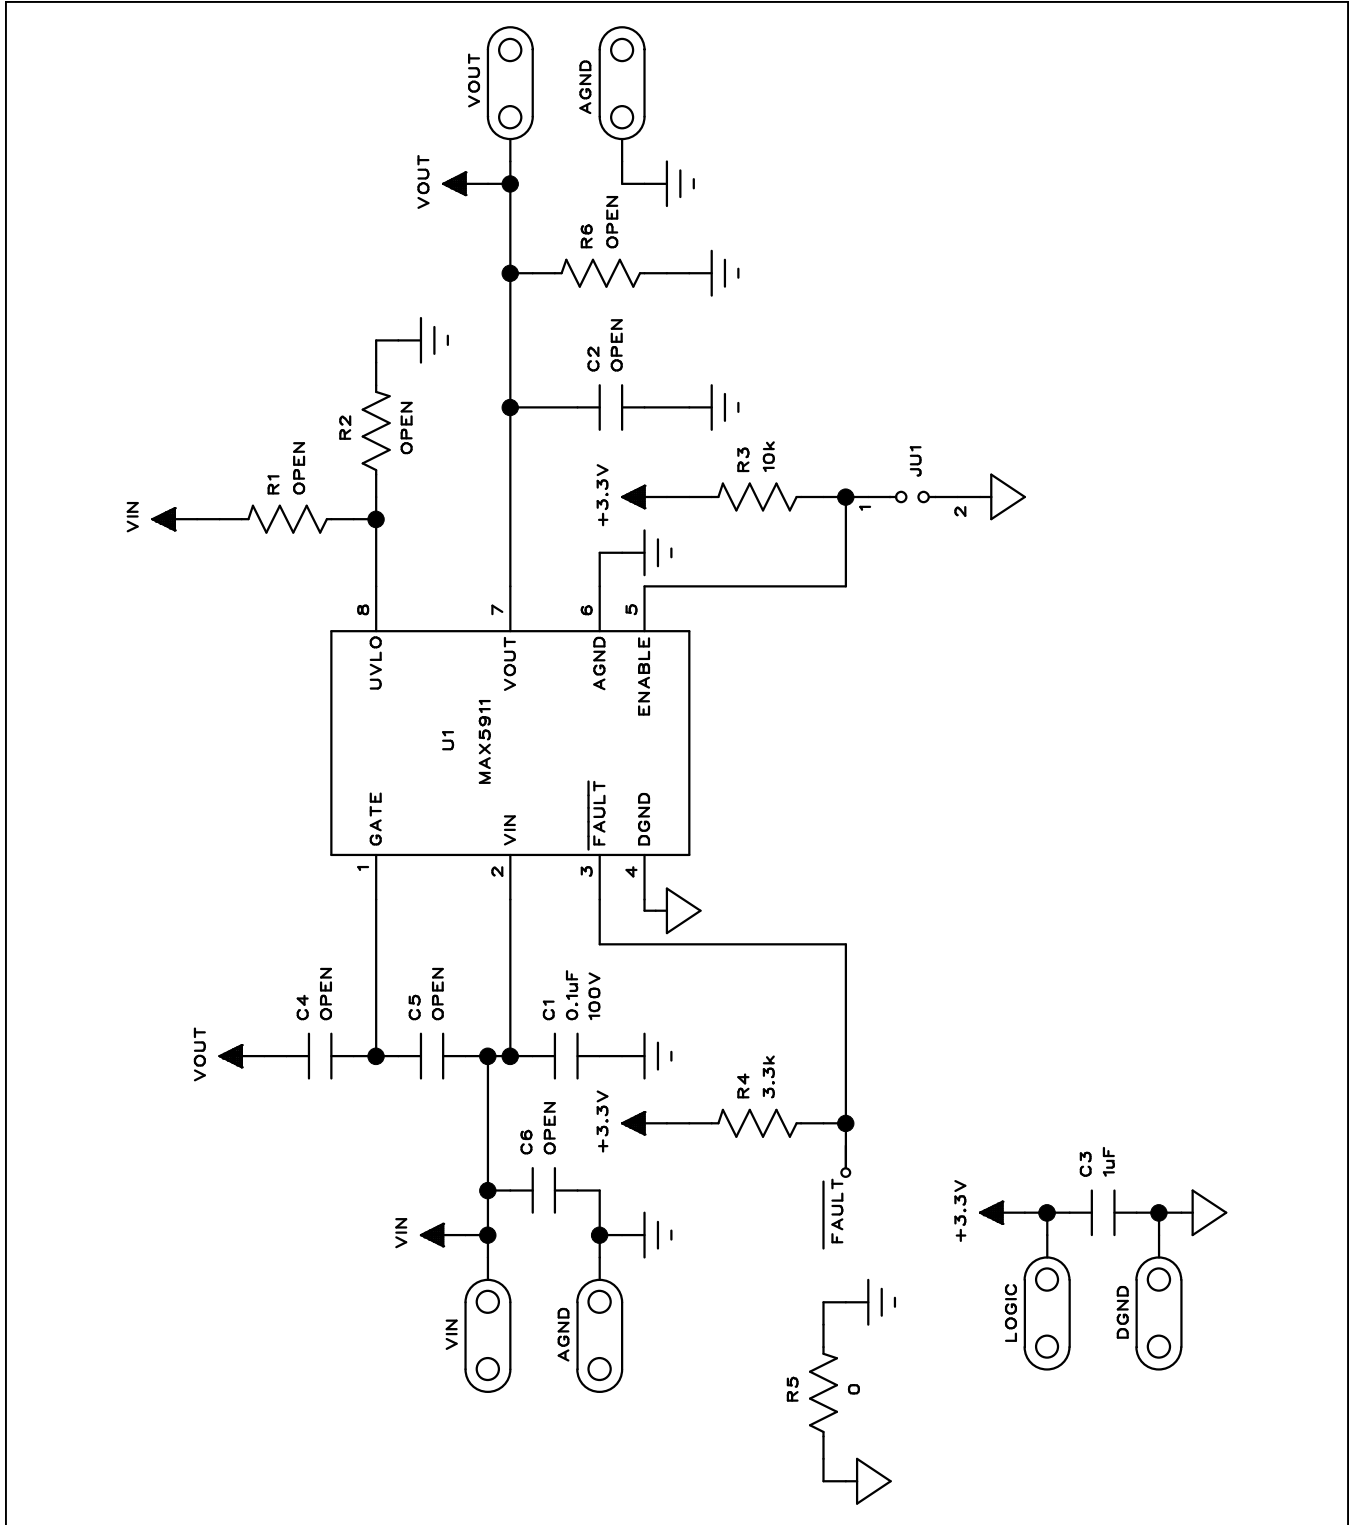 VOUT
AGND
VOUT
R6
OPEN
R2
OPEN
C2
OPEN
R1
OPEN
VIN
+3.3V
R3
10k
JU1
1
2
8
7
6
5
UVLO
VOUT
AGND
ENABLE
U1
MAX5911
GATE
VIN
FAULT
DGND
1
2
3
4
VOUT
C4
OPEN
C5
OPEN
C1
0.1uF
100V
C6
OPEN
+3.3V
R4
3.3k
VIN
FAULT
+3.3V
C3
1uF
VIN
AGND
LOGIC
DGND
R5
0